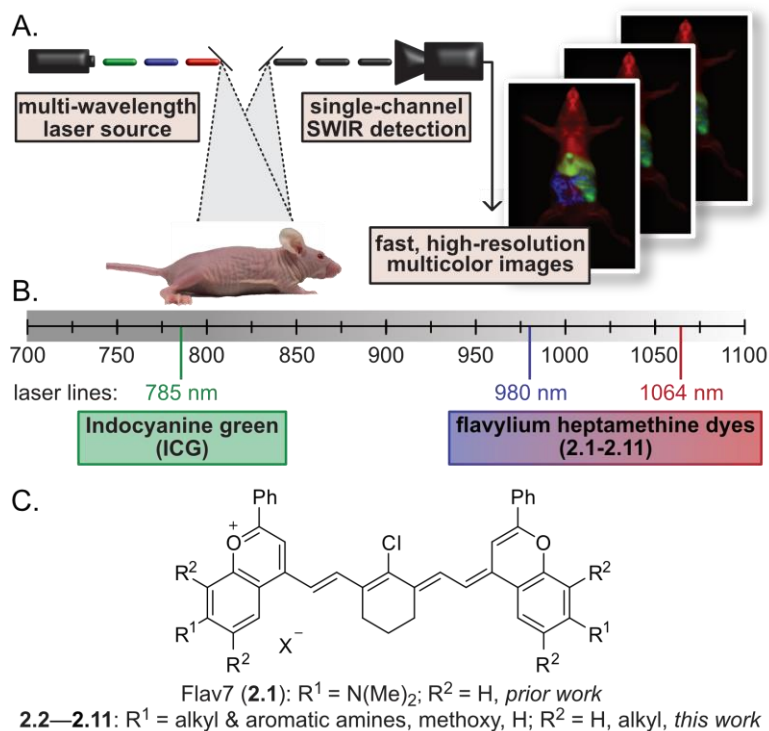 A.
multi-wavelength
laser source
single-channel
SWIR detection
fast, high-resolution
multicolor images
B.
700 750 800 850 900 950 1000 1050 1100
laser lines: 785 nm 980 nm 1064 nm
Indocyanine green
(ICG)
flavylium heptamethine dyes
(2.1-2.11)
C.
Ph Ph
+
O Cl O
R² R²
R¹ X⁻ R¹
R² R²
Flav7 (2.1): R¹ = N(Me)₂; R² = H, prior work
2.2—2.11: R¹ = alkyl & aromatic amines, methoxy, H; R² = H, alkyl, this work